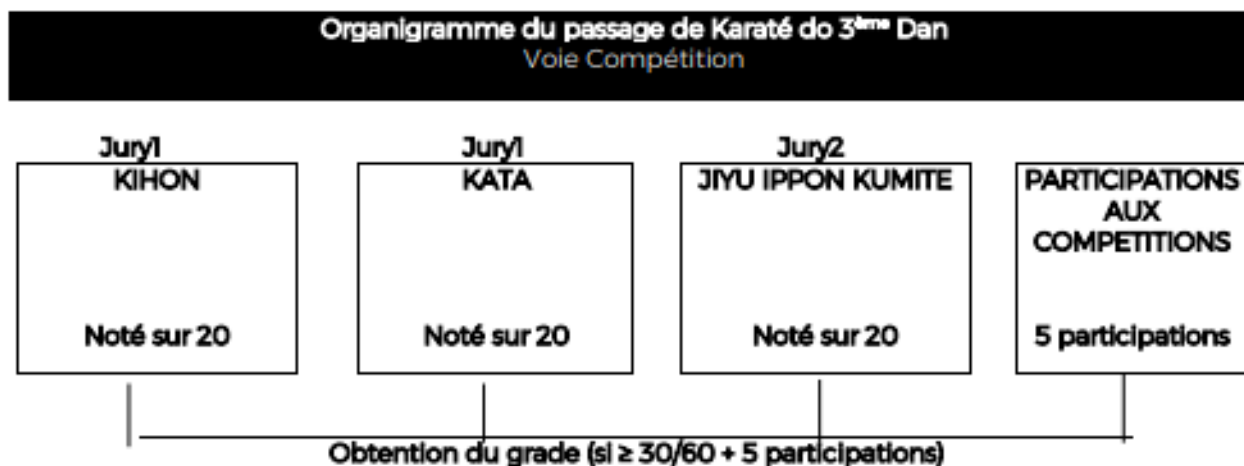 Organigramme du passage de Karaté do 3ème Dan
Voie Compétition
Jury1
KIHON
Noté sur 20
Jury1
KATA
Noté sur 20
Jury2
JIYU IPPON KUMITE
Noté sur 20
PARTICIPATIONS
AUX
COMPETITIONS
5 participations
Obtention du grade (si ≥ 30/60 + 5 participations)